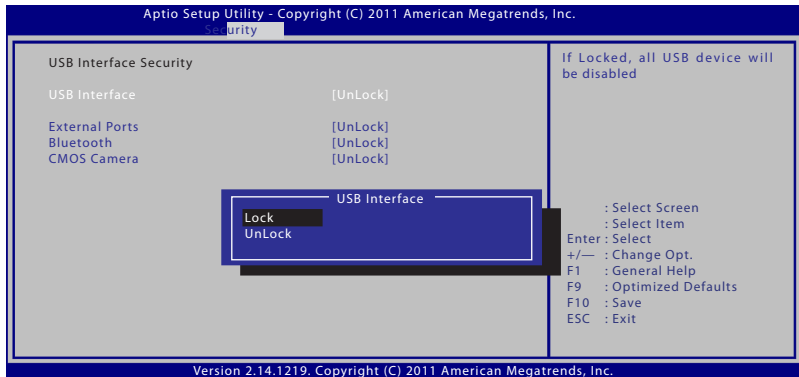 Aptio Setup Utility - Copyright (C) 2011 American Megatrends, Inc.
Security
USB Interface Security
USB Interface [UnLock]
External Ports [UnLock]
Bluetooth [UnLock]
CMOS Camera [UnLock]
USB Interface
Lock
UnLock
If Locked, all USB device will
be disabled
: Select Screen
: Select Item
Enter : Select
+/— : Change Opt.
F1 : General Help
F9 : Optimized Defaults
F10 : Save
ESC : Exit
Version 2.14.1219. Copyright (C) 2011 American Megatrends, Inc.